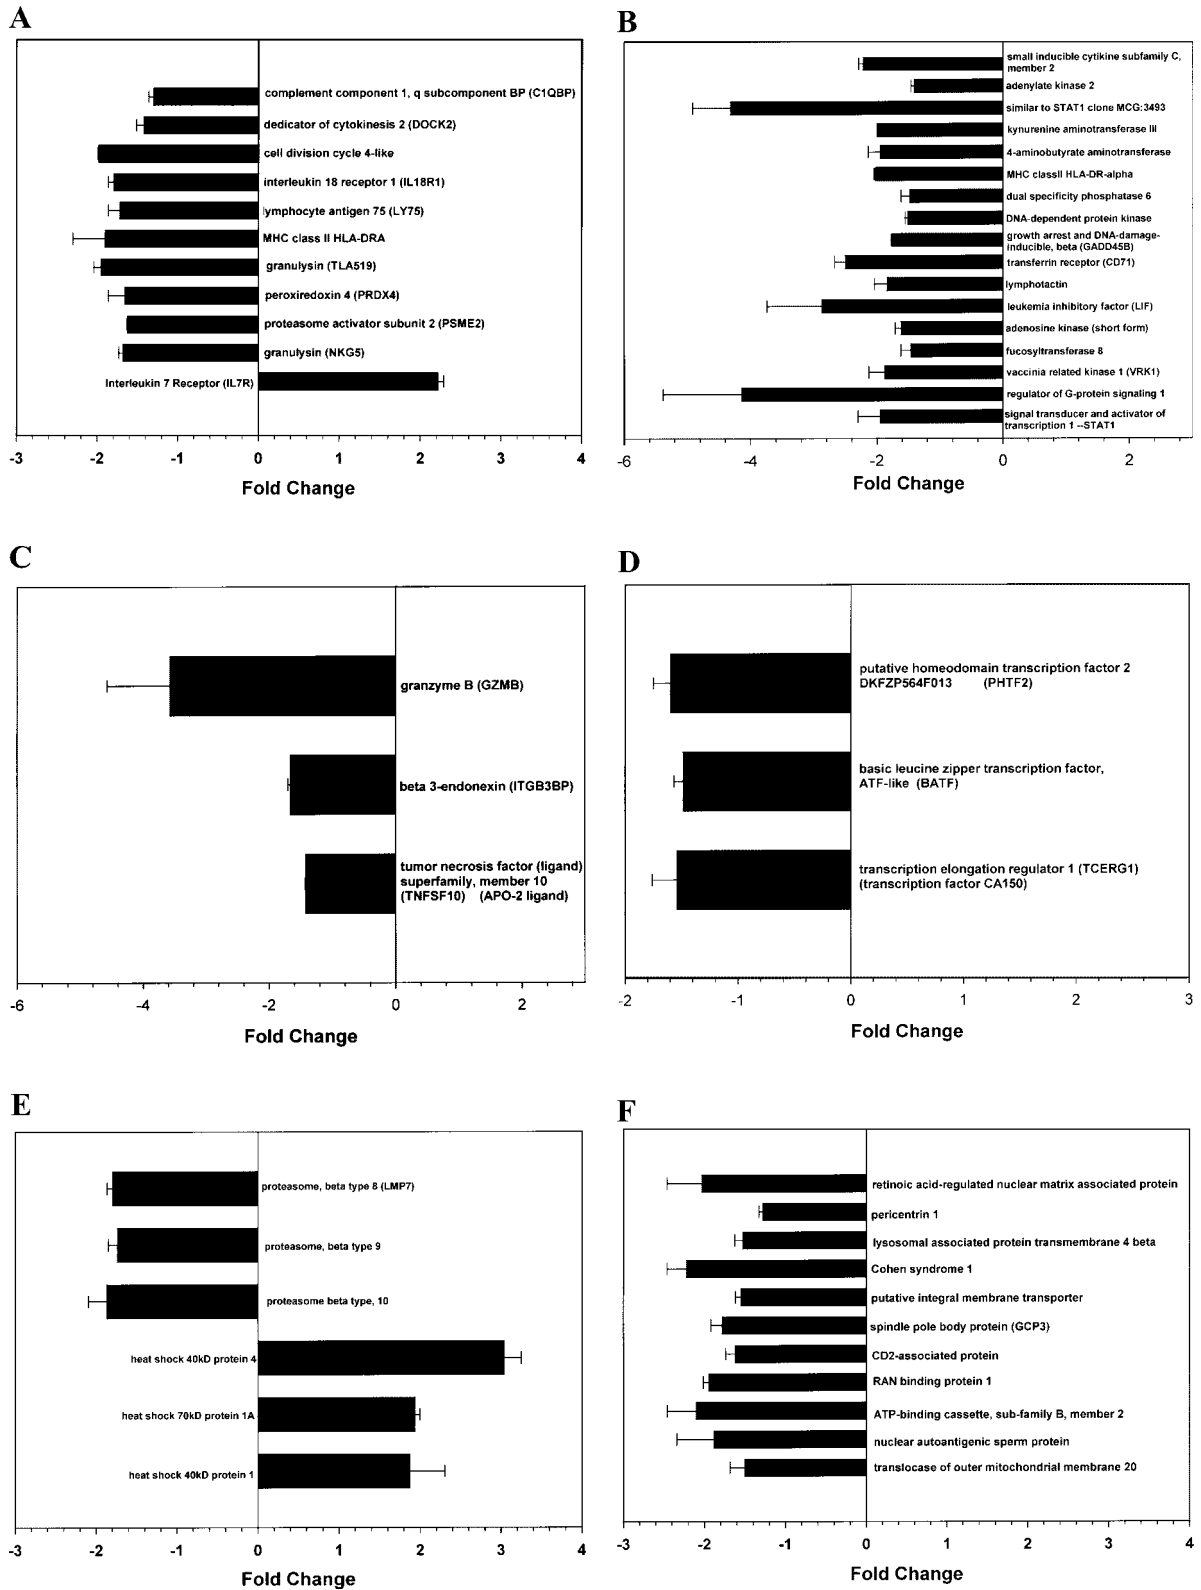 A
complement component 1, q subcomponent BP (C1QBP)
dedicator of cytokinesis 2 (DOCK2)
cell division cycle 4-like
interleukin 18 receptor 1 (IL18R1)
lymphocyte antigen 75 (LY75)
MHC class II HLA-DRA
granulysin (TLA519)
peroxiredoxin 4 (PRDX4)
proteasome activator subunit 2 (PSME2)
granulysin (NKG5)
Interleukin 7 Receptor (IL7R)
-3 -2 -1 0 1 2 3 4
Fold Change
B
small inducible cytikine subfamily C,
member 2
adenylate kinase 2
similar to STAT1 clone MCG:3493
kynurenine aminotransferase III
4-aminobutyrate aminotransferase
MHC classII HLA-DR-alpha
dual specificity phosphatase 6
DNA-dependent protein kinase
growth arrest and DNA-damage-
inducible, beta (GADD45B)
transferrin receptor (CD71)
lymphotactin
leukemia inhibitory factor (LIF)
adenosine kinase (short form)
fucosyltransferase 8
vaccinia related kinase 1 (VRK1)
regulator of G-protein signaling 1
signal transducer and activator of
transcription 1 --STAT1
-6 -4 -2 0 2
Fold Change
C
granzyme B (GZMB)
beta 3-endonexin (ITGB3BP)
tumor necrosis factor (ligand)
superfamily, member 10
(TNFSF10) (APO-2 ligand)
-6 -4 -2 0 2
Fold Change
D
putative homeodomain transcription factor 2
DKFZP564F013 (PHTF2)
basic leucine zipper transcription factor,
ATF-like (BATF)
transcription elongation regulator 1 (TCERG1)
(transcription factor CA150)
-2 -1 0 1 2 3
Fold Change
E
proteasome, beta type 8 (LMP7)
proteasome, beta type 9
proteasome beta type, 10
heat shock 40kD protein 4
heat shock 70kD protein 1A
heat shock 40kD protein 1
-3 -2 -1 0 1 2 3 4
Fold Change
F
retinoic acid-regulated nuclear matrix associated protein
pericentrin 1
lysosomal associated protein transmembrane 4 beta
Cohen syndrome 1
putative integral membrane transporter
spindle pole body protein (GCP3)
CD2-associated protein
RAN binding protein 1
ATP-binding cassette, sub-family B, member 2
nuclear autoantigenic sperm protein
translocase of outer mitochondrial membrane 20
-3 -2 -1 0 1 2 3 4
Fold Change